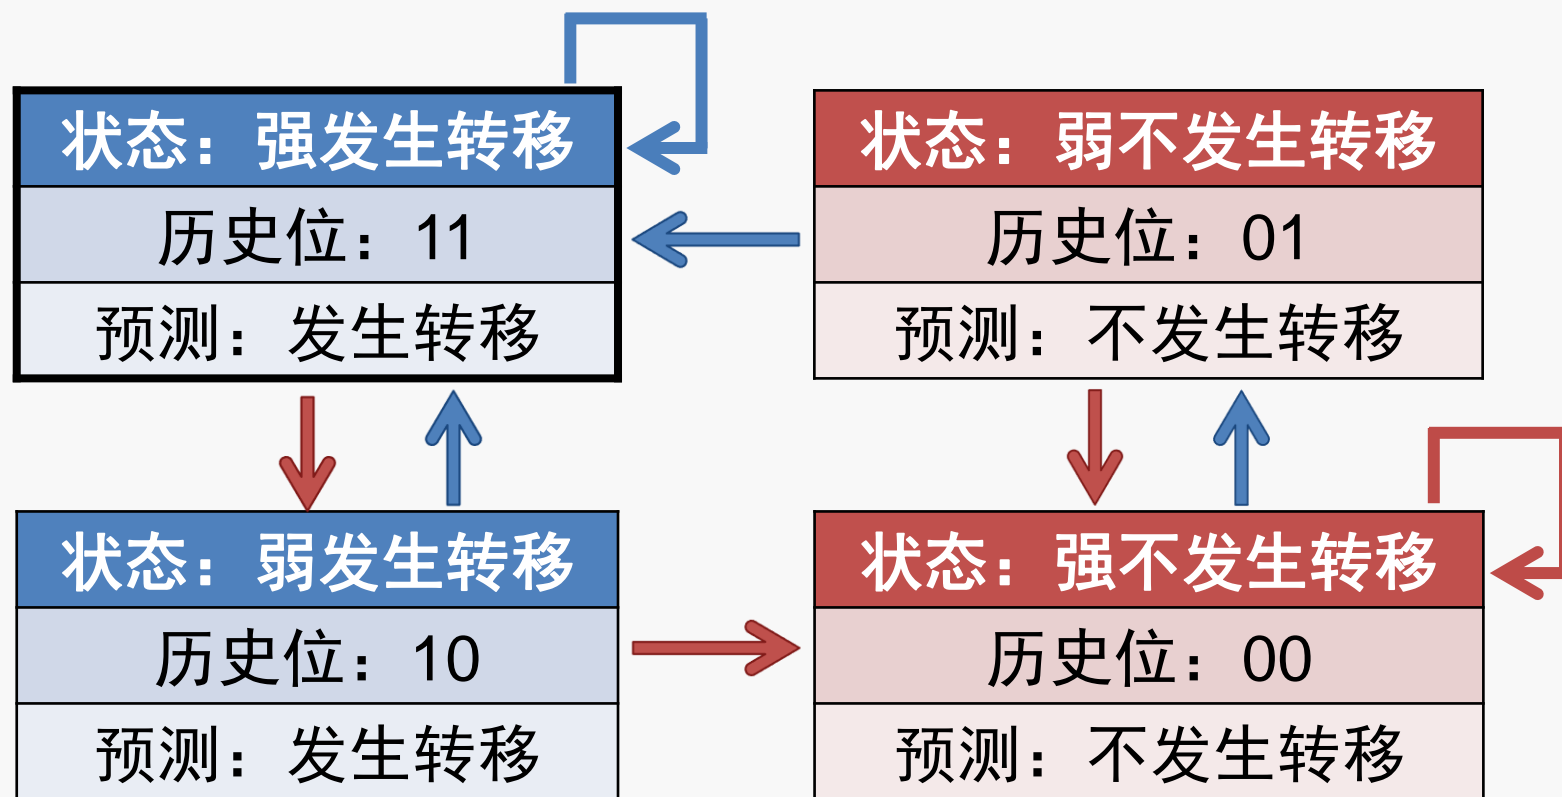 状态：强发生转移
历史位：11
预测：发生转移
状态：弱不发生转移
历史位：01
预测：不发生转移
状态：弱发生转移
历史位：10
预测：发生转移
状态：强不发生转移
历史位：00
预测：不发生转移